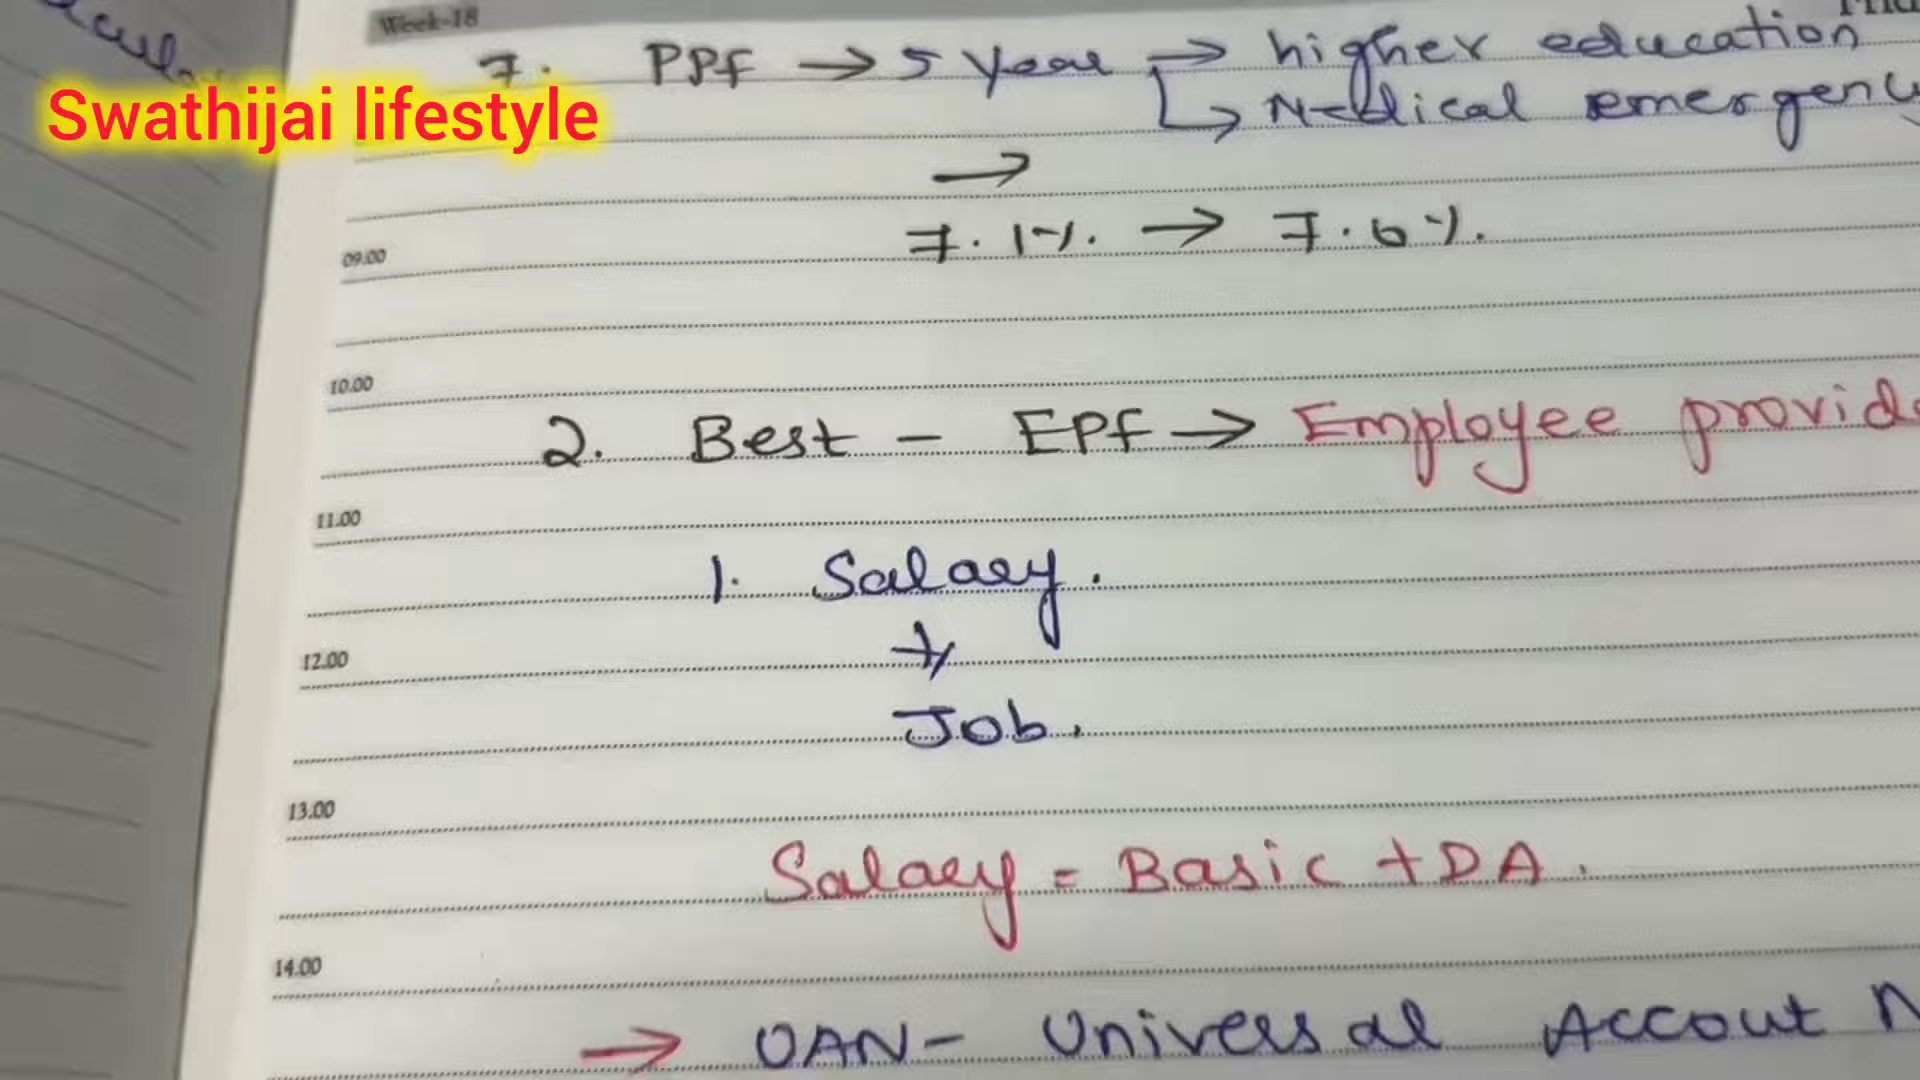 Week-18
7. PPf → 5 Year → higher education
↳ Medical emergency
Swathijai lifestyle
→
7.1%. → 7.6%.
09.00
10.00
2. Best - EPf → Employee provide
11.00
1. Salary.
12.00
+
Job.
13.00
Salary = Basic + DA.
14.00
→ UAN - Universal Accout N